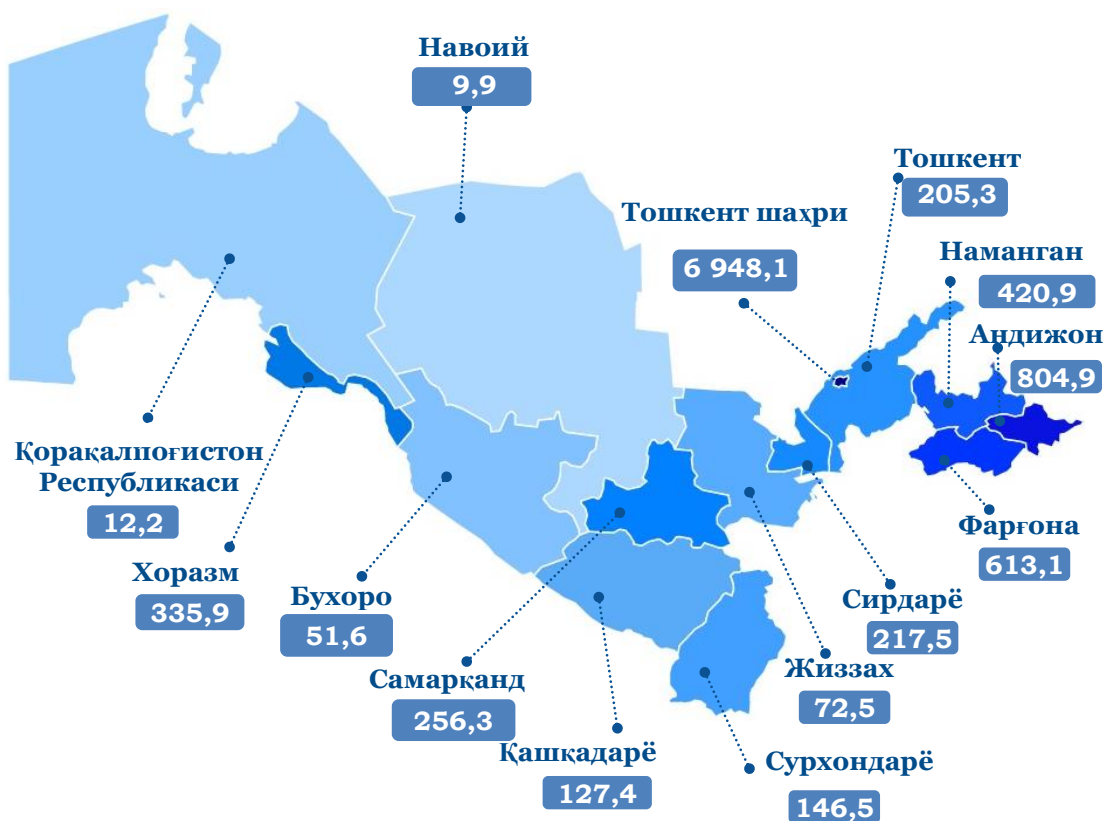 Навоий
9,9
Тошкент
205,3
Тошкент шаҳри
6 948,1
Наманган
420,9
Андижон
804,9
Қорақалпоғистон
Республикаси
12,2
Фарғона
613,1
Хоразм
335,9
Бухоро
51,6
Сирдарё
217,5
Самарқанд
256,3
Жиззах
72,5
Қашқадарё
127,4
Сурхондарё
146,5